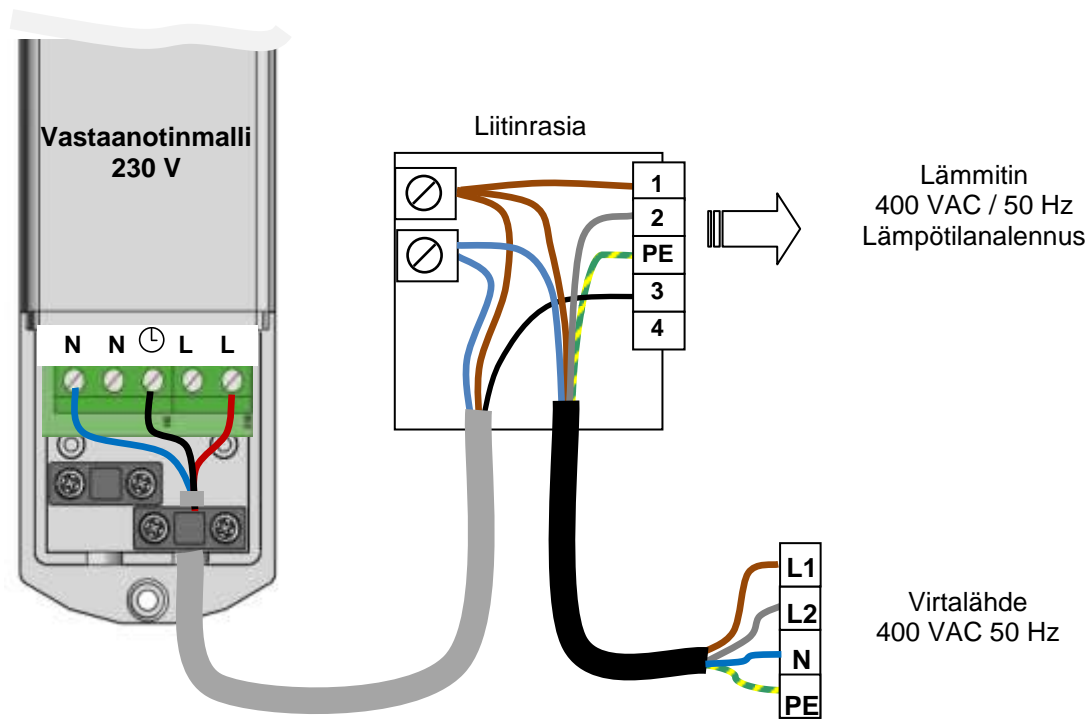 Vastaanotinmalli
230 V
N N L L
Liitinrasia
1
2
PE
3
4
Lämmitin
400 VAC / 50 Hz
Lämpötilanalennus
L1
L2
N
PE
Virtalähde
400 VAC 50 Hz